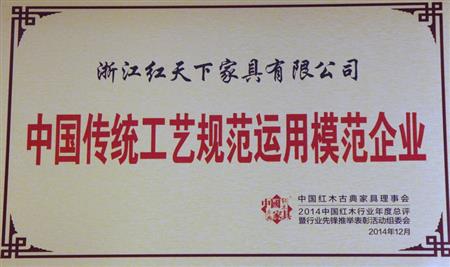 浙江红天下家具有限公司
中国传统工艺规范运用模范企业
中国红木古典家具理事会
2014中国红木行业年度总评
暨行业先锋推举表彰活动组委会
2014年12月